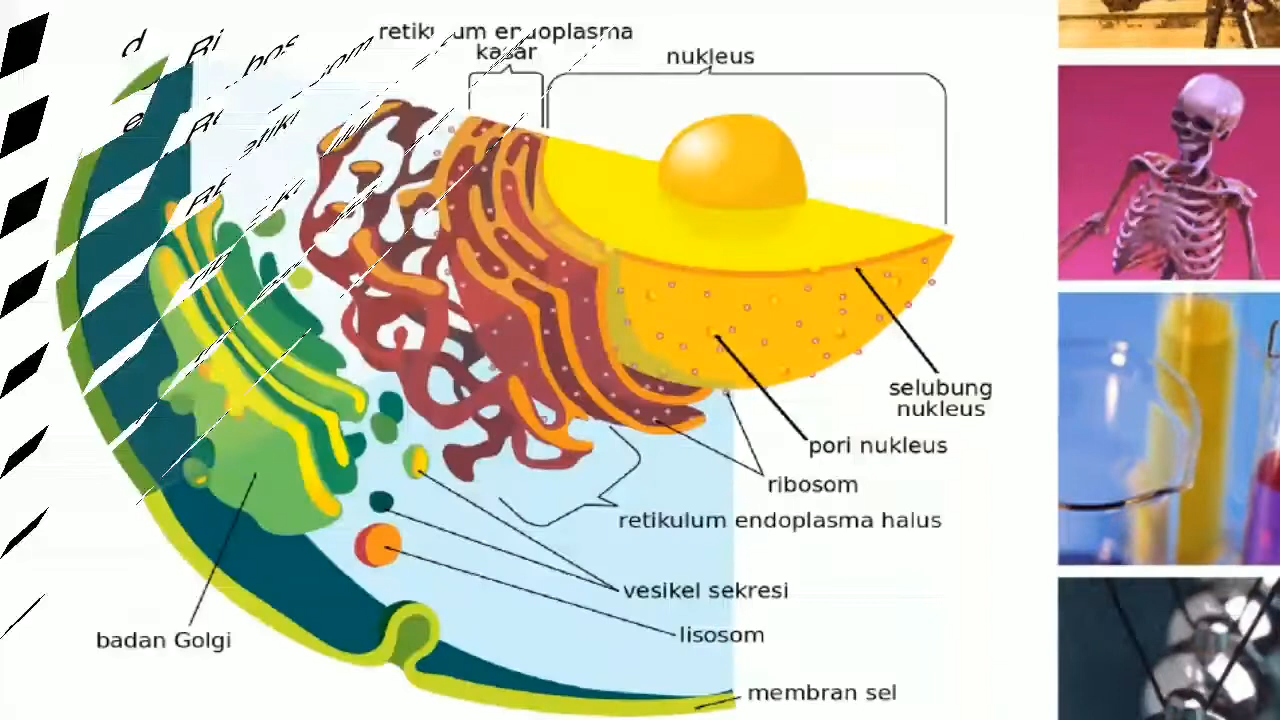 retikulum endoplasma
kasar
nukleus
selubung
nukleus
pori nukleus
ribosom
retikulum endoplasma halus
vesikel sekresi
lisosom
badan Golgi
membran sel